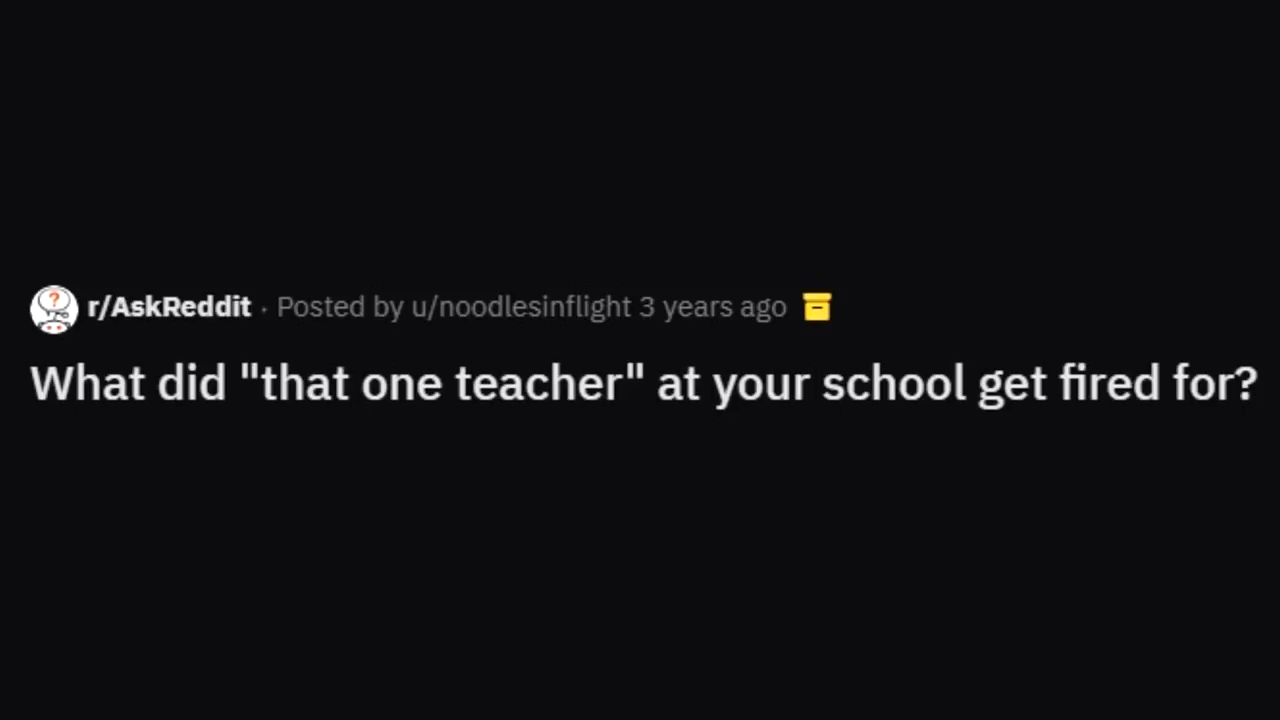 r/AskReddit · Posted by u/noodlesinflight 3 years ago
What did "that one teacher" at your school get fired for?